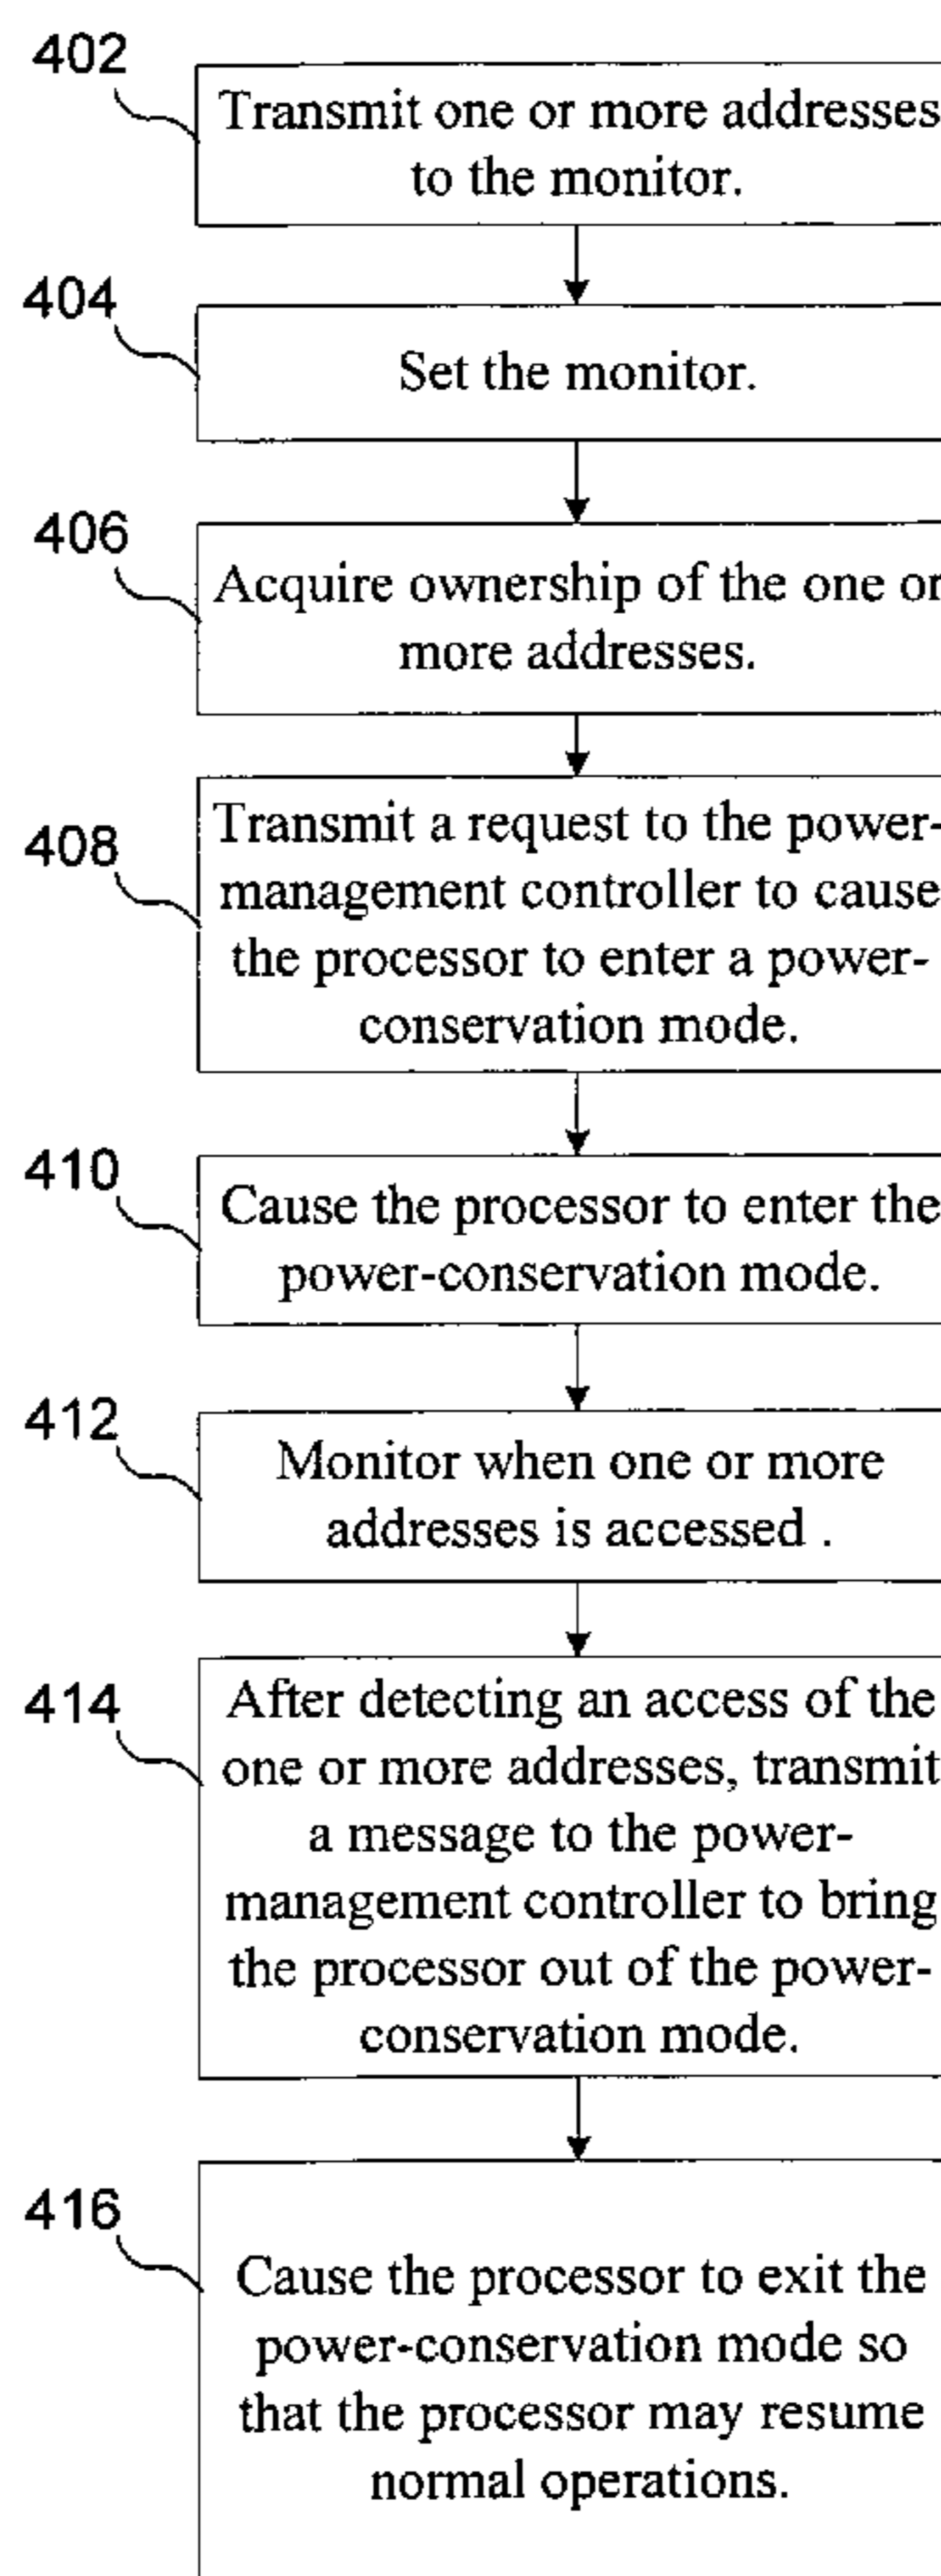 402
Transmit one or more addresses
to the monitor.
404
Set the monitor.
406
Acquire ownership of the one or
more addresses.
408
Transmit a request to the power-
management controller to cause
the processor to enter a power-
conservation mode.
410
Cause the processor to enter the
power-conservation mode.
412
Monitor when one or more
addresses is accessed .
414
After detecting an access of the
one or more addresses, transmit
a message to the power-
management controller to bring
the processor out of the power-
conservation mode.
416
Cause the processor to exit the
power-conservation mode so
that the processor may resume
normal operations.